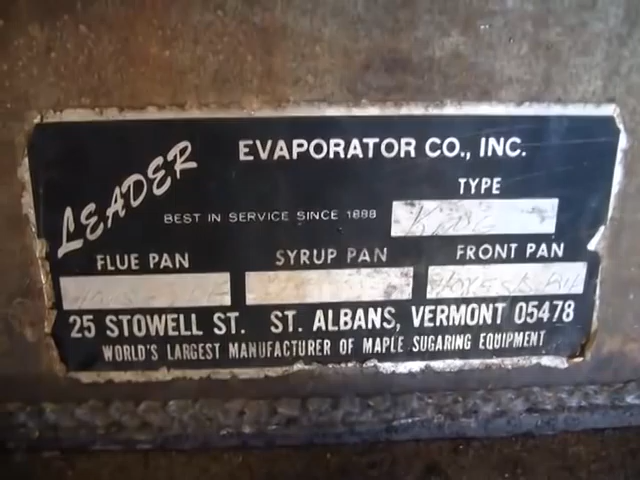 LEADER
EVAPORATOR CO., INC.
TYPE
BEST IN SERVICE SINCE 1888
KING
FLUE PAN
SYRUP PAN
FRONT PAN
25 STOWELL ST. ST. ALBANS, VERMONT 05478
WORLD'S LARGEST MANUFACTURER OF MAPLE SUGARING EQUIPMENT